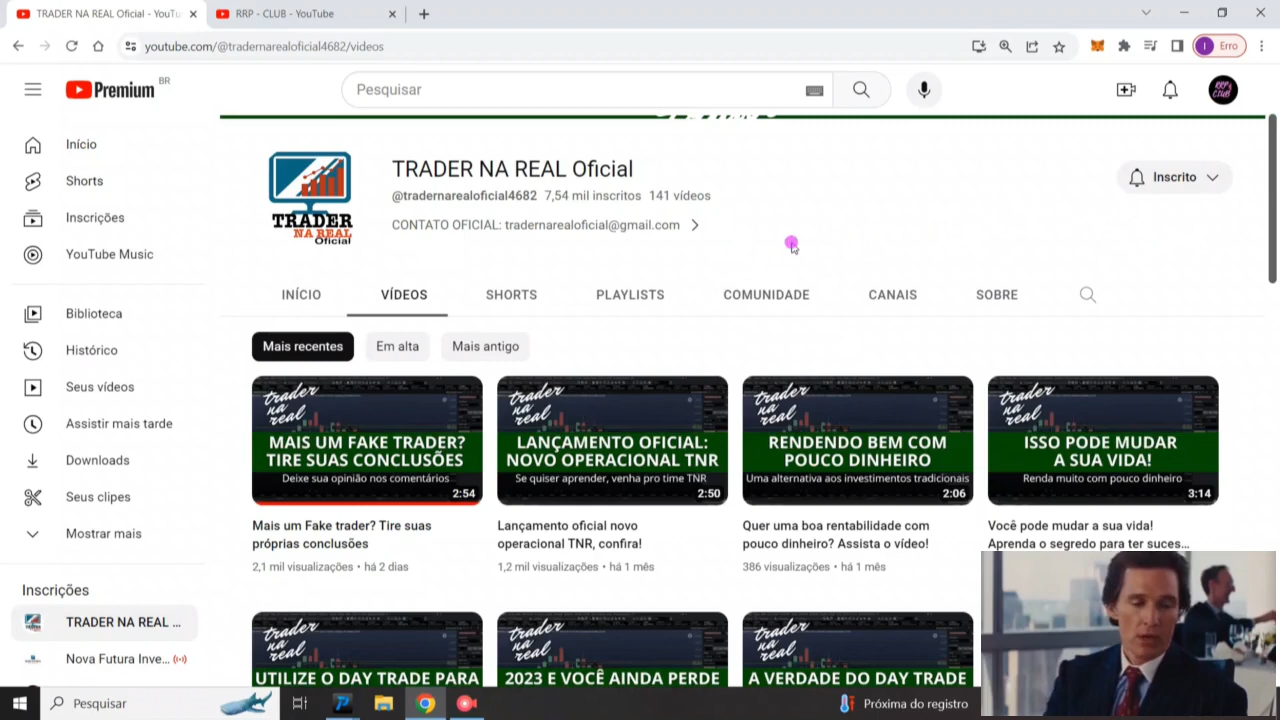 TRADER NA REAL Oficial - YouTu
RRP - CLUB - YouTube
youtube.com/@tradernarealoficial4682/videos
Erro
Premium
BR
Pesquisar
RRP
CLUB
Início
Shorts
Inscrições
YouTube Music
Biblioteca
Histórico
Seus vídeos
Assistir mais tarde
Downloads
Seus clipes
Mostrar mais
Inscrições
TRADER NA REAL ...
Nova Futura Inve...
TRADER
NA REAL
Oficial
TRADER NA REAL Oficial
@tradernarealoficial4682 7,54 mil inscritos 141 vídeos
CONTATO OFICIAL: tradernarealoficial@gmail.com
Inscrito
INÍCIO VÍDEOS SHORTS PLAYLISTS COMUNIDADE CANAIS SOBRE
Mais recentes Em alta Mais antigo
trader
na
real
MAIS UM FAKE TRADER?
TIRE SUAS CONCLUSÕES
Deixe sua opinião nos comentários
2:54
Mais um Fake trader? Tire suas
próprias conclusões
2,1 mil visualizações • há 2 dias
trader
na
real
LANÇAMENTO OFICIAL:
NOVO OPERACIONAL TNR
Se quiser aprender, venha pro time TNR
2:50
Lançamento oficial novo
operacional TNR, confira!
1,2 mil visualizações • há 1 mês
trader
na
real
RENDENDO BEM COM
POUCO DINHEIRO
Uma alternativa aos investimentos tradicionais
2:06
Quer uma boa rentabilidade com
pouco dinheiro? Assista o vídeo!
386 visualizações • há 1 mês
trader
na
real
ISSO PODE MUDAR
A SUA VIDA!
Renda muito com pouco dinheiro
3:14
Você pode mudar a sua vida!
Aprenda o segredo para ter suces...
trader
na
real
UTILIZE O DAY TRADE PARA
trader
na
real
2023 E VOCÊ AINDA PERDE
trader
na
real
A VERDADE DO DAY TRADE
Pesquisar
Próxima do registro